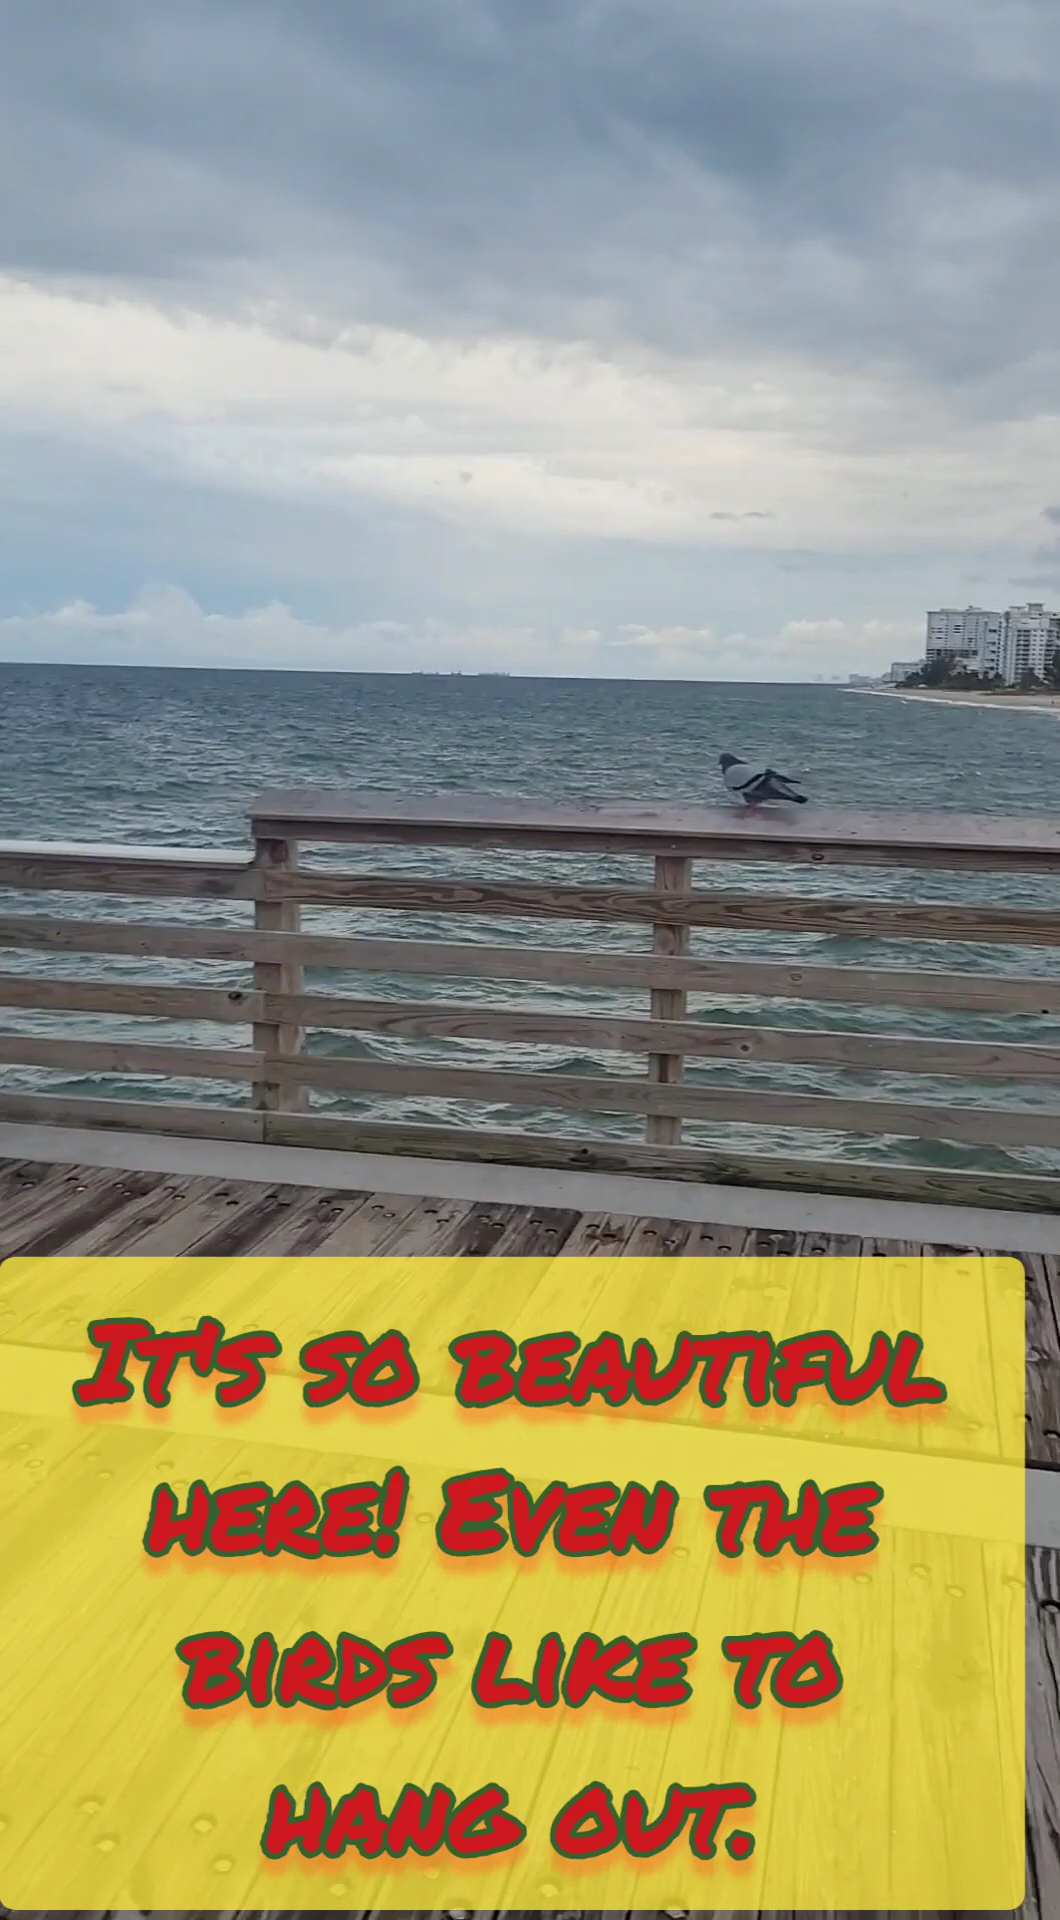 It's so beautiful
here! Even the
birds like to
hang out.